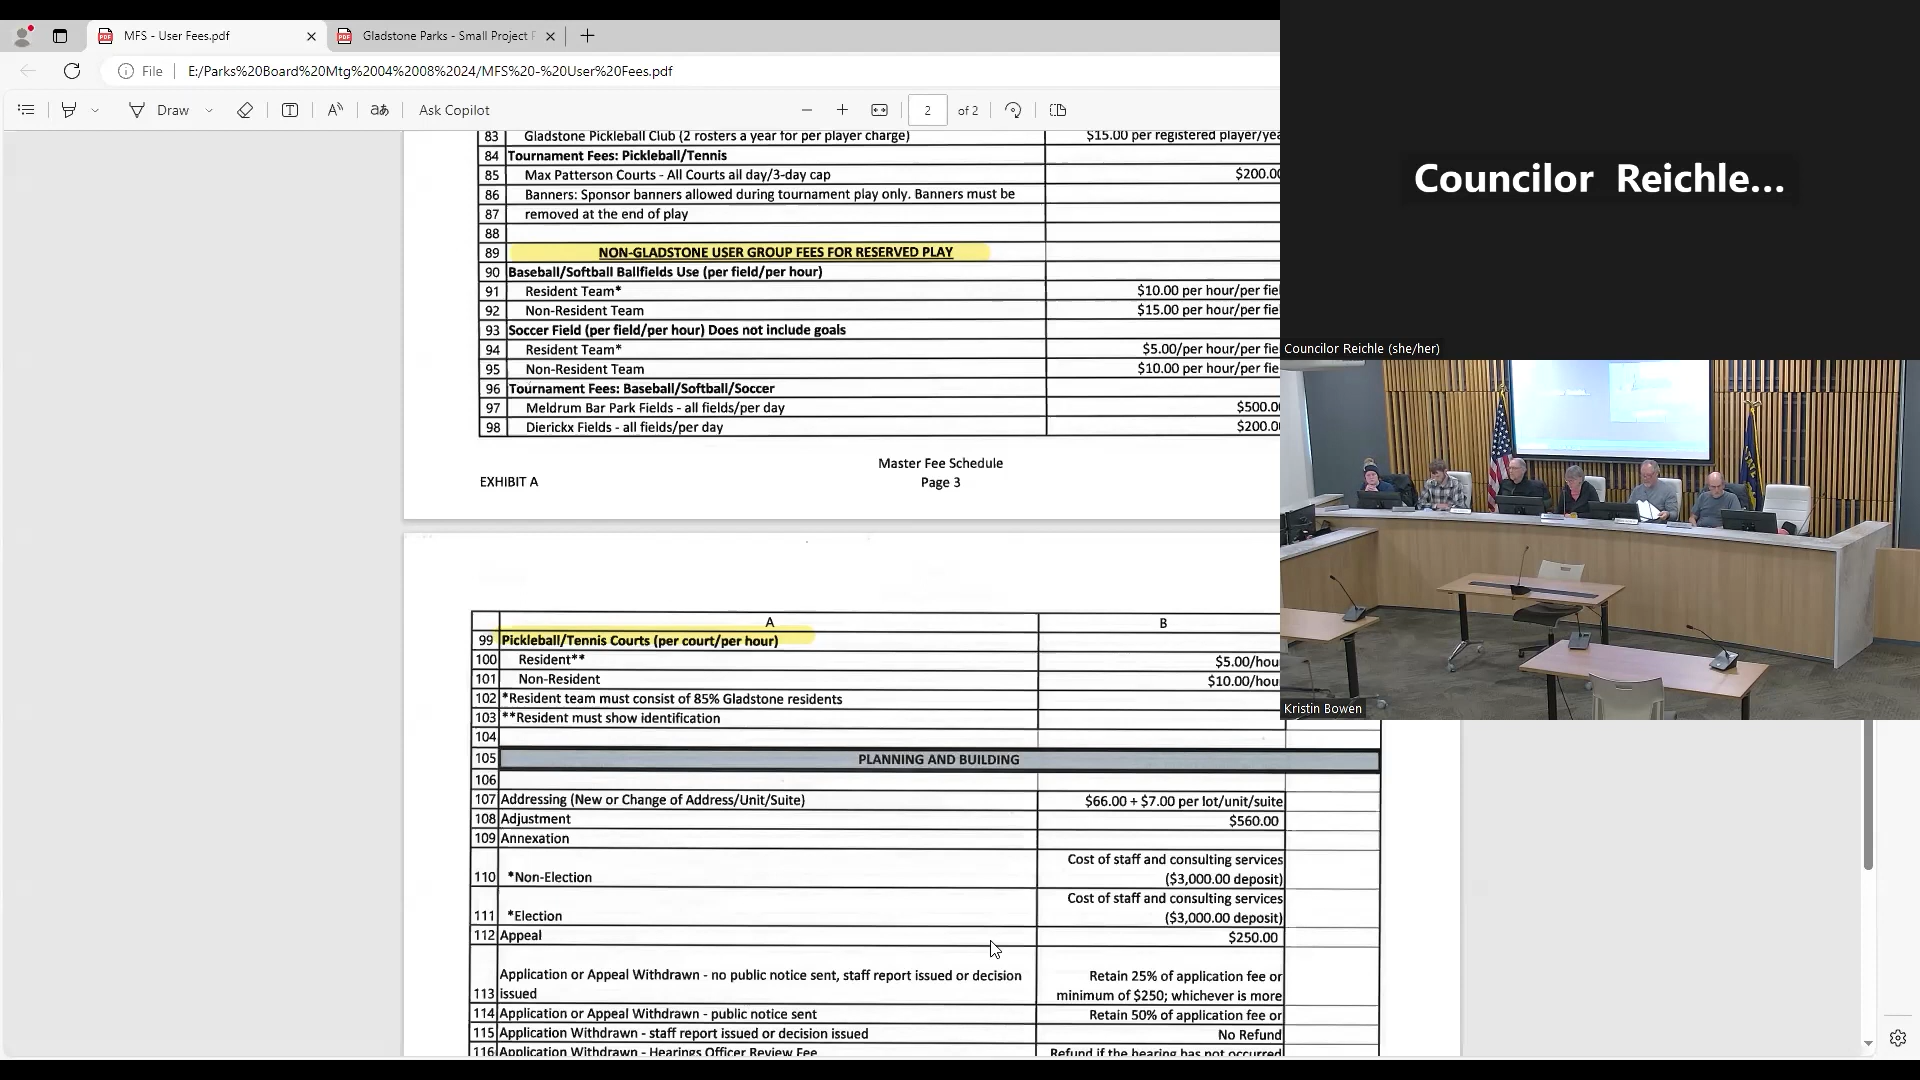 MFS - User Fees.pdf
Gladstone Parks - Small Project
File
E:/Parks%20Board%20Mtg%2004%2008%2024/MFS%20-%20User%20Fees.pdf
Draw
Ask Copilot
2 of 2
83 Gladstone Pickleball Club (2 rosters a year for per player charge) $15.00 per registered player/yea
84 Tournament Fees: Pickleball/Tennis
85 Max Patterson Courts - All Courts all day/3-day cap $200.00
86 Banners: Sponsor banners allowed during tournament play only. Banners must be
87 removed at the end of play
88
89 NON-GLADSTONE USER GROUP FEES FOR RESERVED PLAY
90 Baseball/Softball Ballfields Use (per field/per hour)
91 Resident Team* $10.00 per hour/per fie
92 Non-Resident Team $15.00 per hour/per fie
93 Soccer Field (per field/per hour) Does not include goals
94 Resident Team* $5.00/per hour/per fie
95 Non-Resident Team $10.00 per hour/per fie
96 Tournament Fees: Baseball/Softball/Soccer
97 Meldrum Bar Park Fields - all fields/per day $500.0
98 Dierickx Fields - all fields/per day $200.0
Master Fee Schedule
EXHIBIT A Page 3
A B
99 Pickleball/Tennis Courts (per court/per hour)
100 Resident** $5.00/hou
101 Non-Resident $10.00/hou
102 *Resident team must consist of 85% Gladstone residents
103 **Resident must show identification
104
105 PLANNING AND BUILDING
106
107 Addressing (New or Change of Address/Unit/Suite) $66.00 + $7.00 per lot/unit/suite
108 Adjustment $560.00
109 Annexation
Cost of staff and consulting services
110 *Non-Election ($3,000.00 deposit)
Cost of staff and consulting services
111 *Election ($3,000.00 deposit)
112 Appeal $250.00
Application or Appeal Withdrawn - no public notice sent, staff report issued or decision Retain 25% of application fee or
113 issued minimum of $250; whichever is more
114 Application or Appeal Withdrawn - public notice sent Retain 50% of application fee or
115 Application Withdrawn - staff report issued or decision issued No Refund
116 Application Withdrawn - Hearings Officer Review Fee Refund if the hearing has not occurred
Councilor Reichle...
Councilor Reichle (she/her)
Kristin Bowen